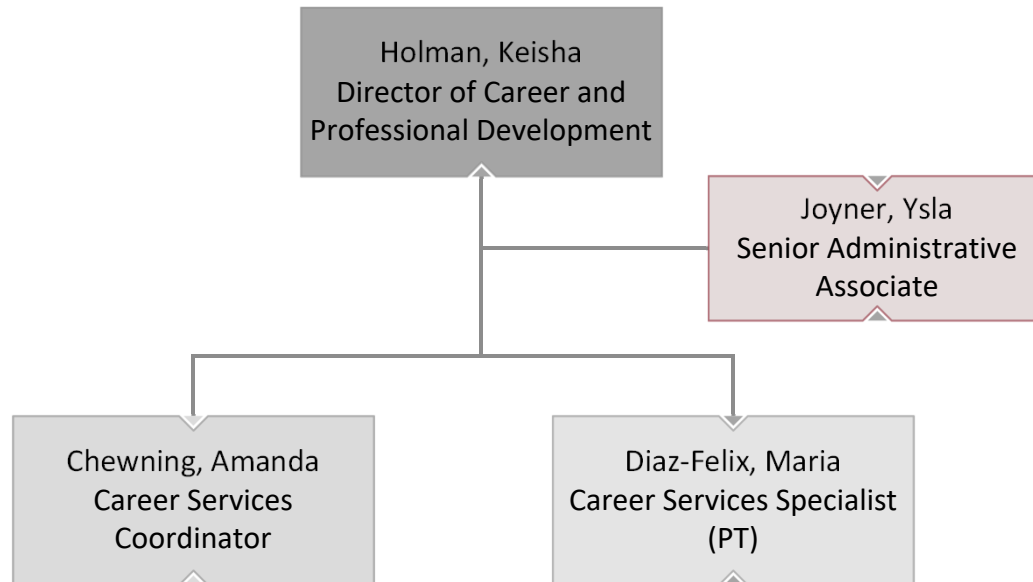 Holman, Keisha
Director of Career and
Professional Development
Joyner, Ysla
Senior Administrative
Associate
Chewning, Amanda
Career Services
Coordinator
Diaz-Felix, Maria
Career Services Specialist
(PT)